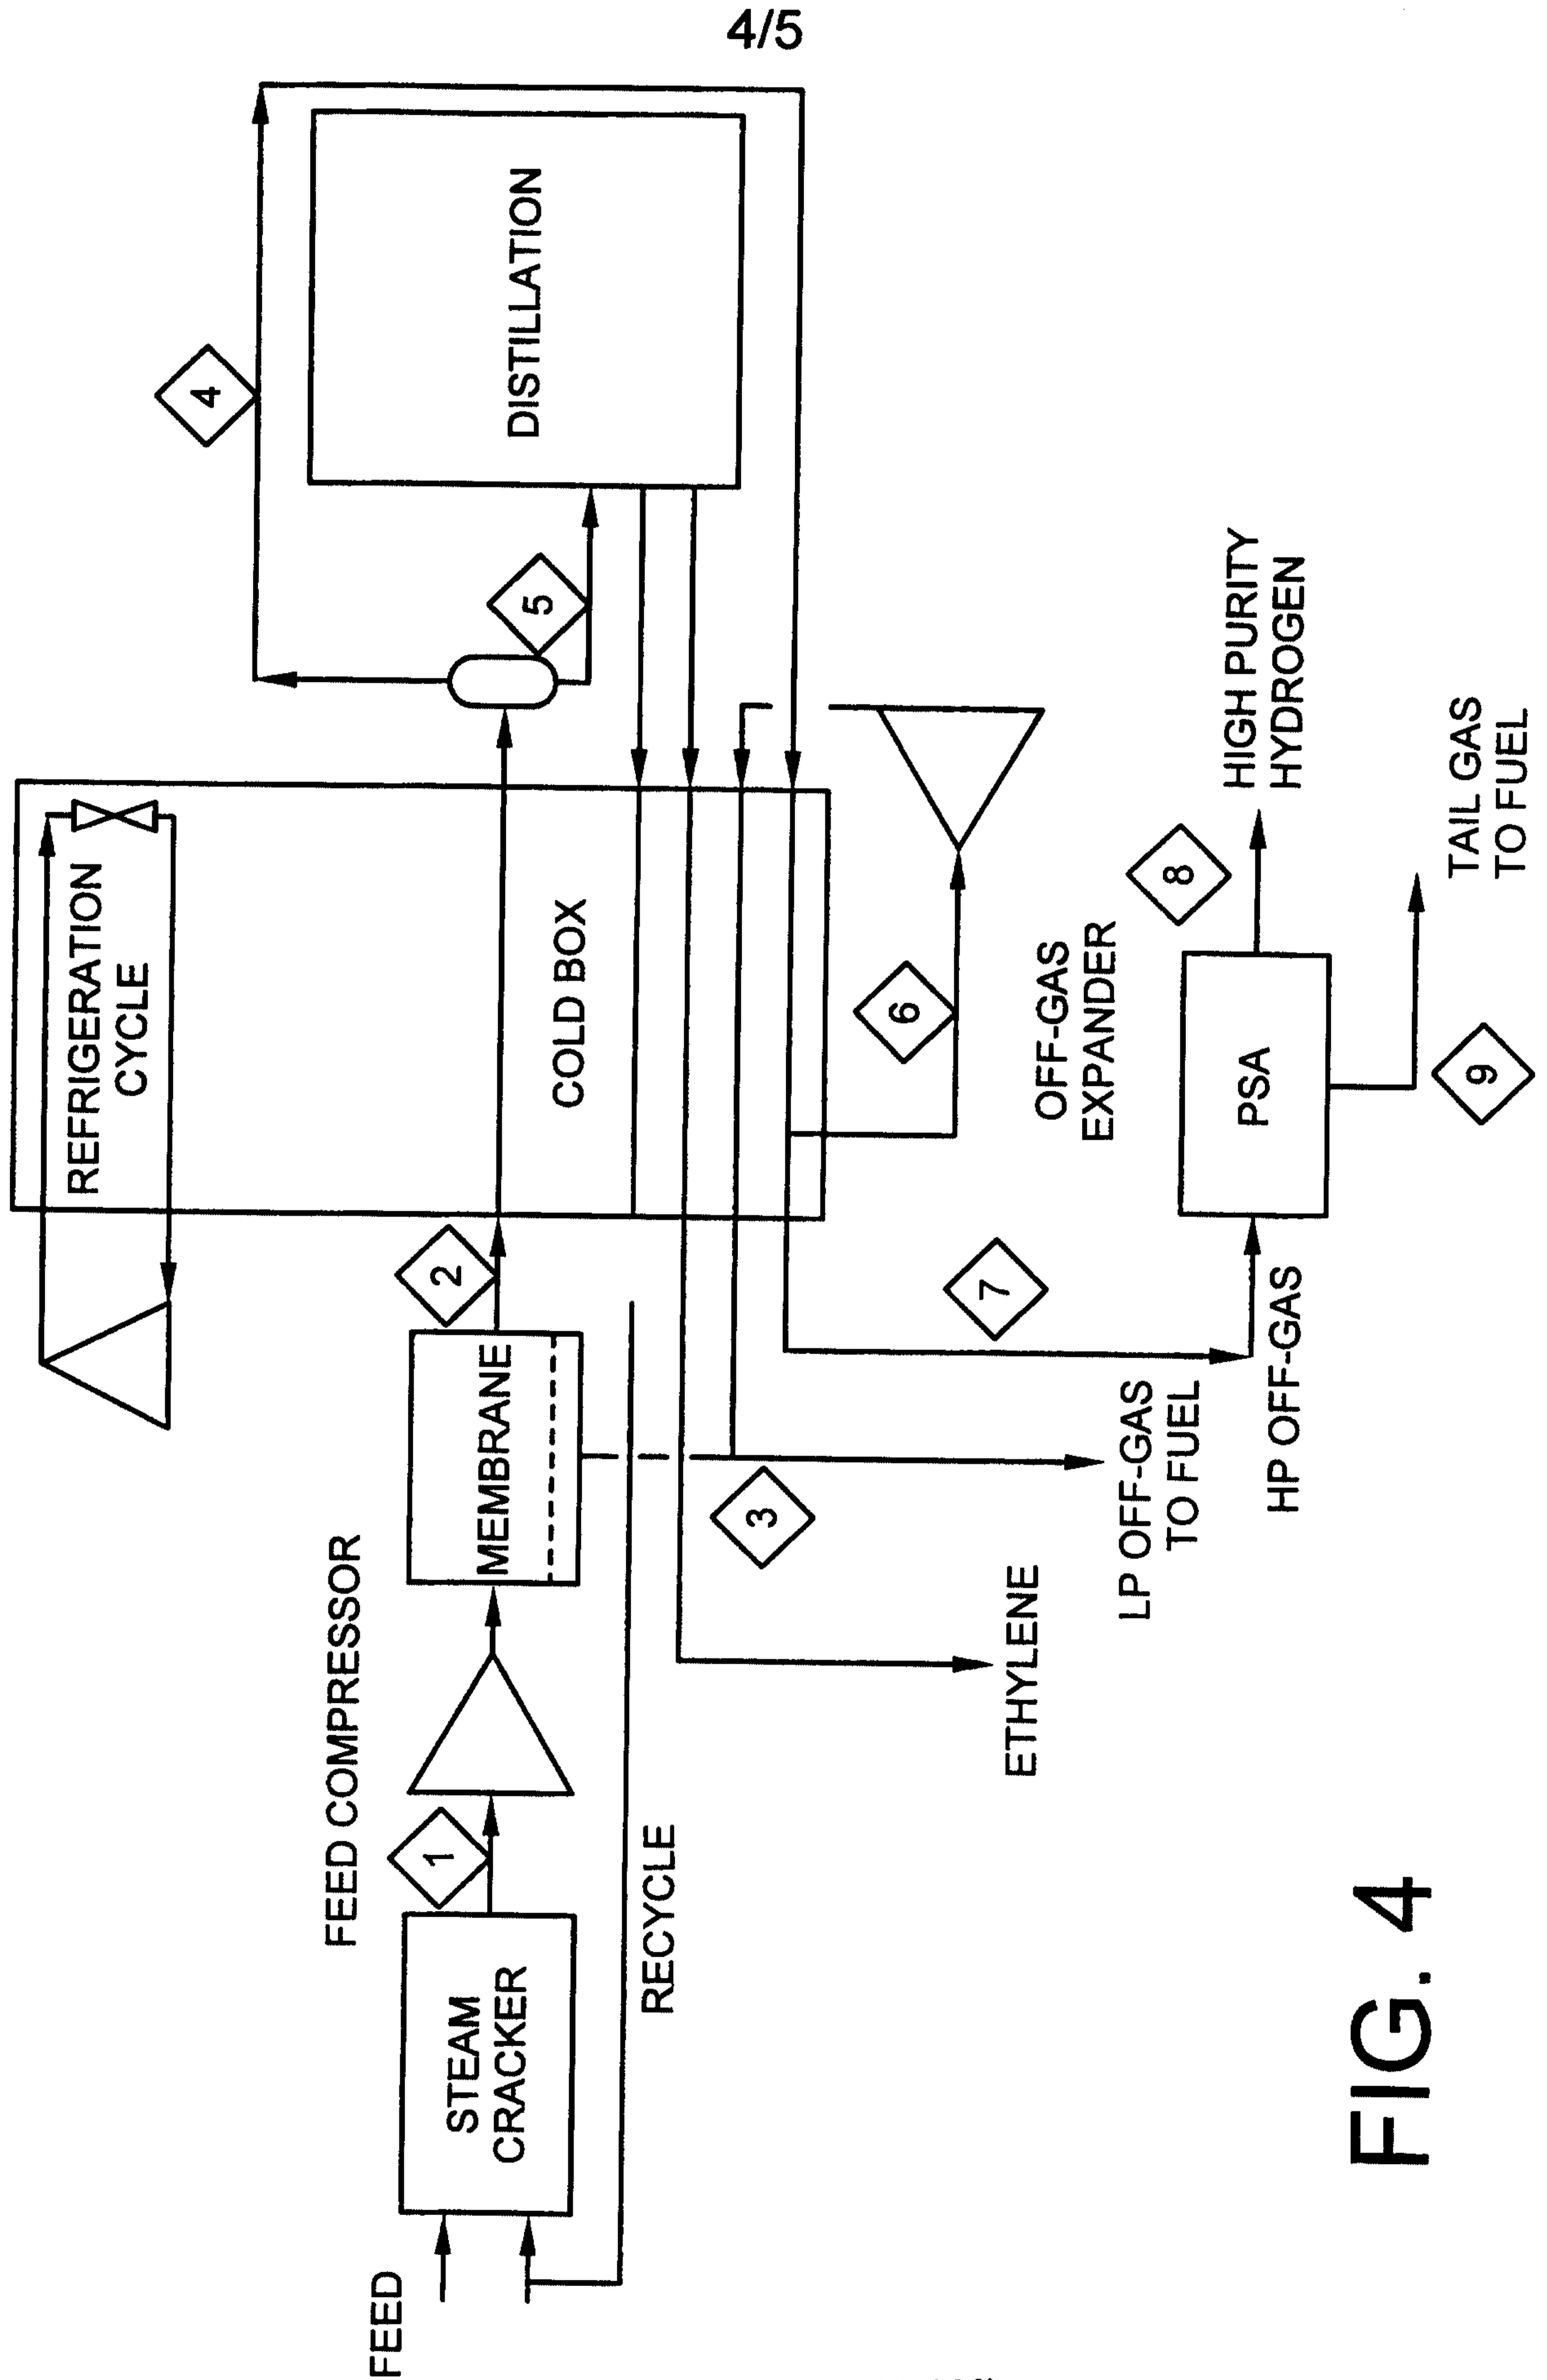 4/5
REFRIGERATION
CYCLE
4
DISTILLATION
5
COLD BOX
2
FEED COMPRESSOR
MEMBRANE
1
STEAM
CRACKER
FEED
RECYCLE
3
6
OFF-GAS
EXPANDER
7
ETHYLENE
LP OFF-GAS
TO FUEL
HP OFF-GAS
PSA
8
HIGH PURITY
HYDROGEN
9
TAIL GAS
TO FUEL
FIG. 4